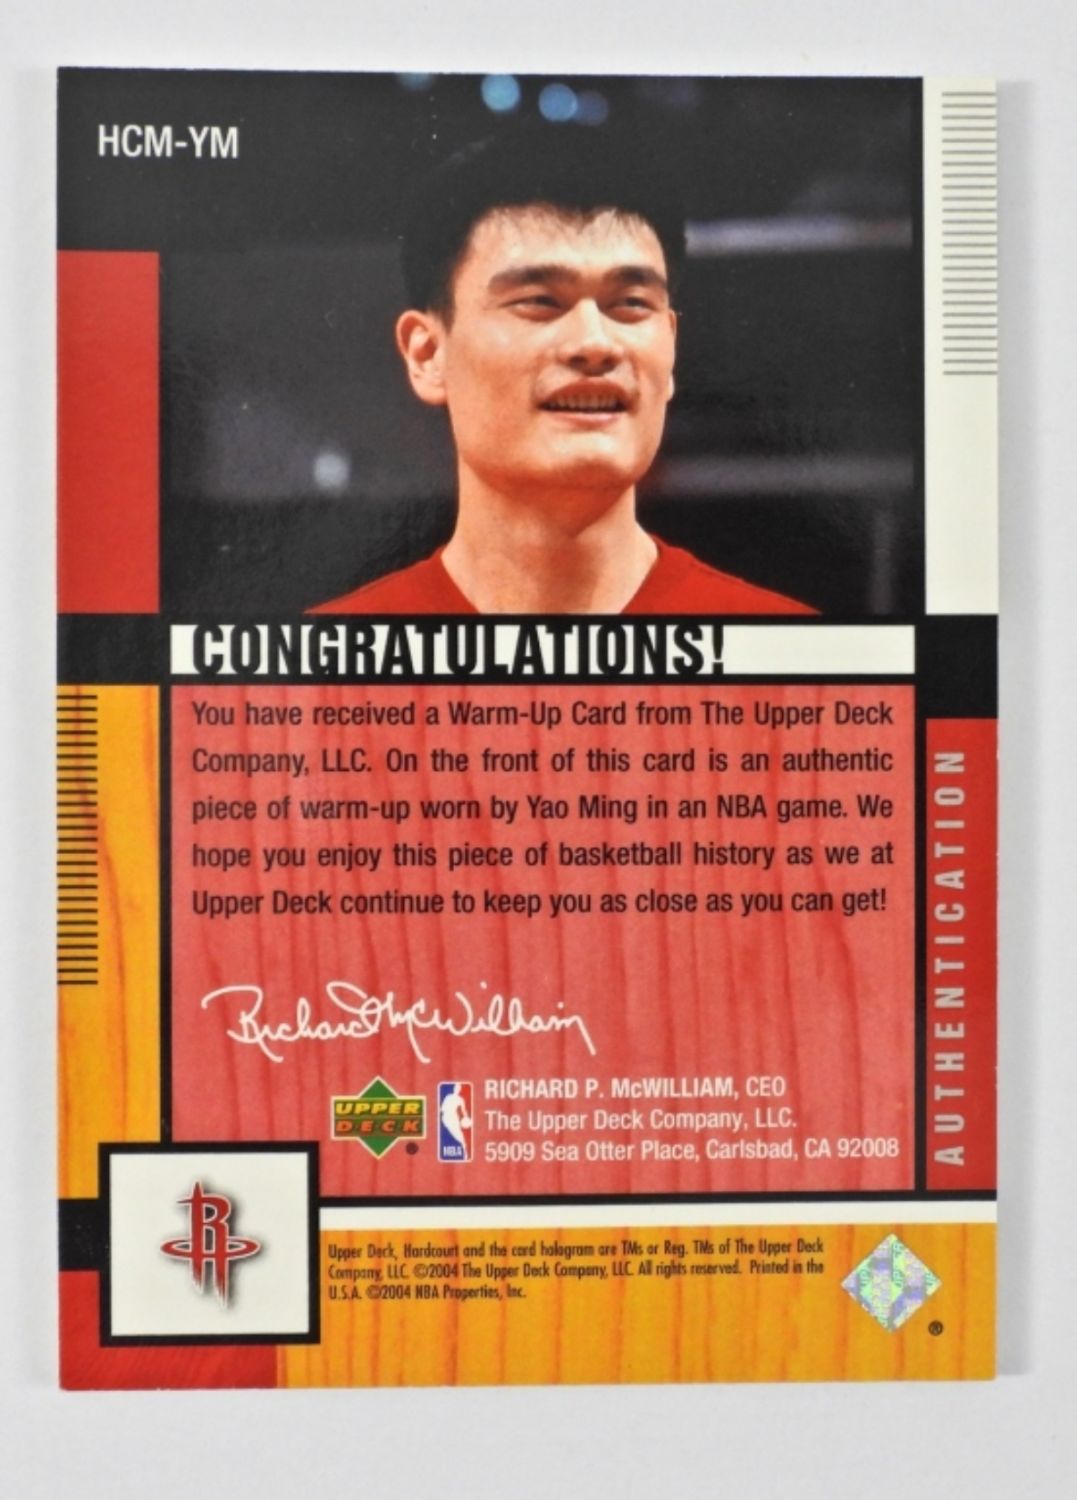 HCM-YM
CONGRATULATIONS!
You have received a Warm-Up Card from The Upper Deck
Company, LLC. On the front of this card is an authentic
piece of warm-up worn by Yao Ming in an NBA game. We
hope you enjoy this piece of basketball history as we at
Upper Deck continue to keep you as close as you can get!
Richard McWilliam
UPPER
DECK
®
NBA
RICHARD P. McWILLIAM, CEO
The Upper Deck Company, LLC.
5909 Sea Otter Place, Carlsbad, CA 92008
AUTHENTICATION
R
Upper Deck, Hardcourt and the card hologram are TMs or Reg. TMs of The Upper Deck
Company, LLC. ©2004 The Upper Deck Company, LLC. All rights reserved. Printed in the
U.S.A. ©2004 NBA Properties, Inc.
®